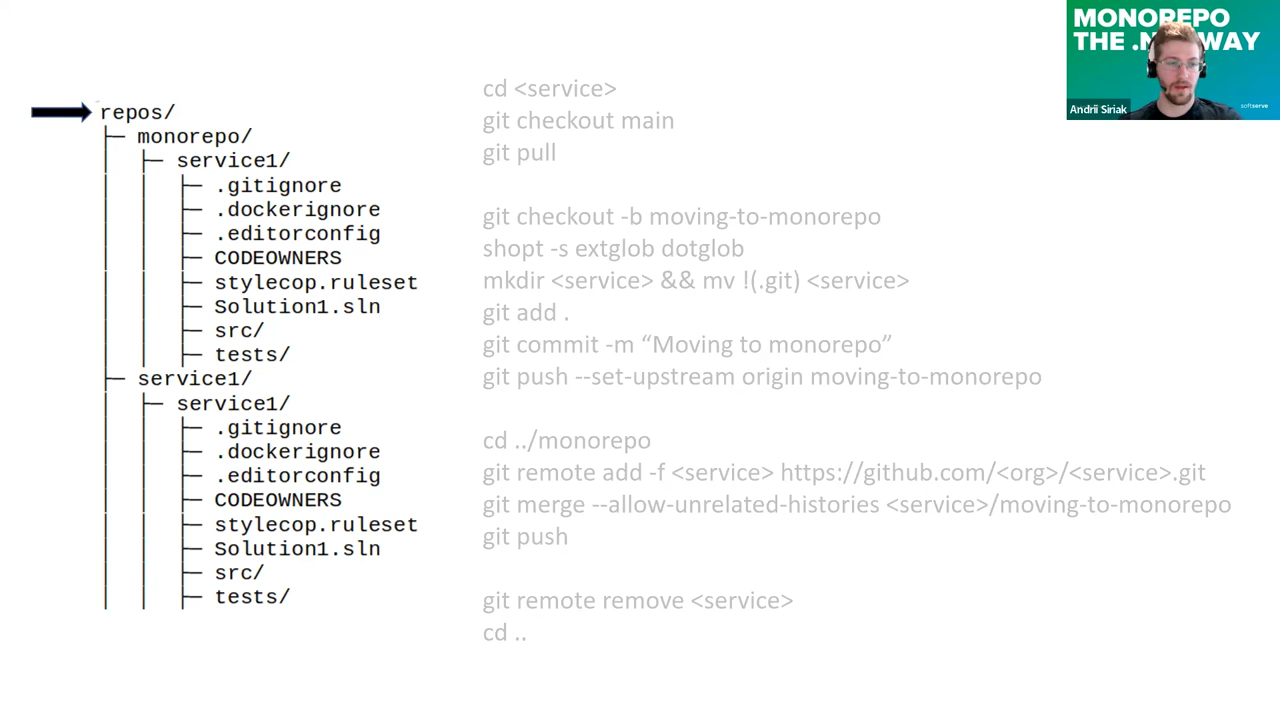 repos/
├─ monorepo/
│ ├─ service1/
│ │ ├─ .gitignore
│ │ ├─ .dockerignore
│ │ ├─ .editorconfig
│ │ ├─ CODEOWNERS
│ │ ├─ stylecop.ruleset
│ │ ├─ Solution1.sln
│ │ ├─ src/
│ │ ├─ tests/
├─ service1/
│ ├─ service1/
│ │ ├─ .gitignore
│ │ ├─ .dockerignore
│ │ ├─ .editorconfig
│ │ ├─ CODEOWNERS
│ │ ├─ stylecop.ruleset
│ │ ├─ Solution1.sln
│ │ ├─ src/
│ │ ├─ tests/
cd <service>
git checkout main
git pull
git checkout -b moving-to-monorepo
shopt -s extglob dotglob
mkdir <service> && mv !(.git) <service>
git add .
git commit -m “Moving to monorepo”
git push --set-upstream origin moving-to-monorepo
cd ../monorepo
git remote add -f <service> https://github.com/<org>/<service>.git
git merge --allow-unrelated-histories <service>/moving-to-monorepo
git push
git remote remove <service>
cd ..
MONOREPO
THE WAY
Andrii Siriak
softserve